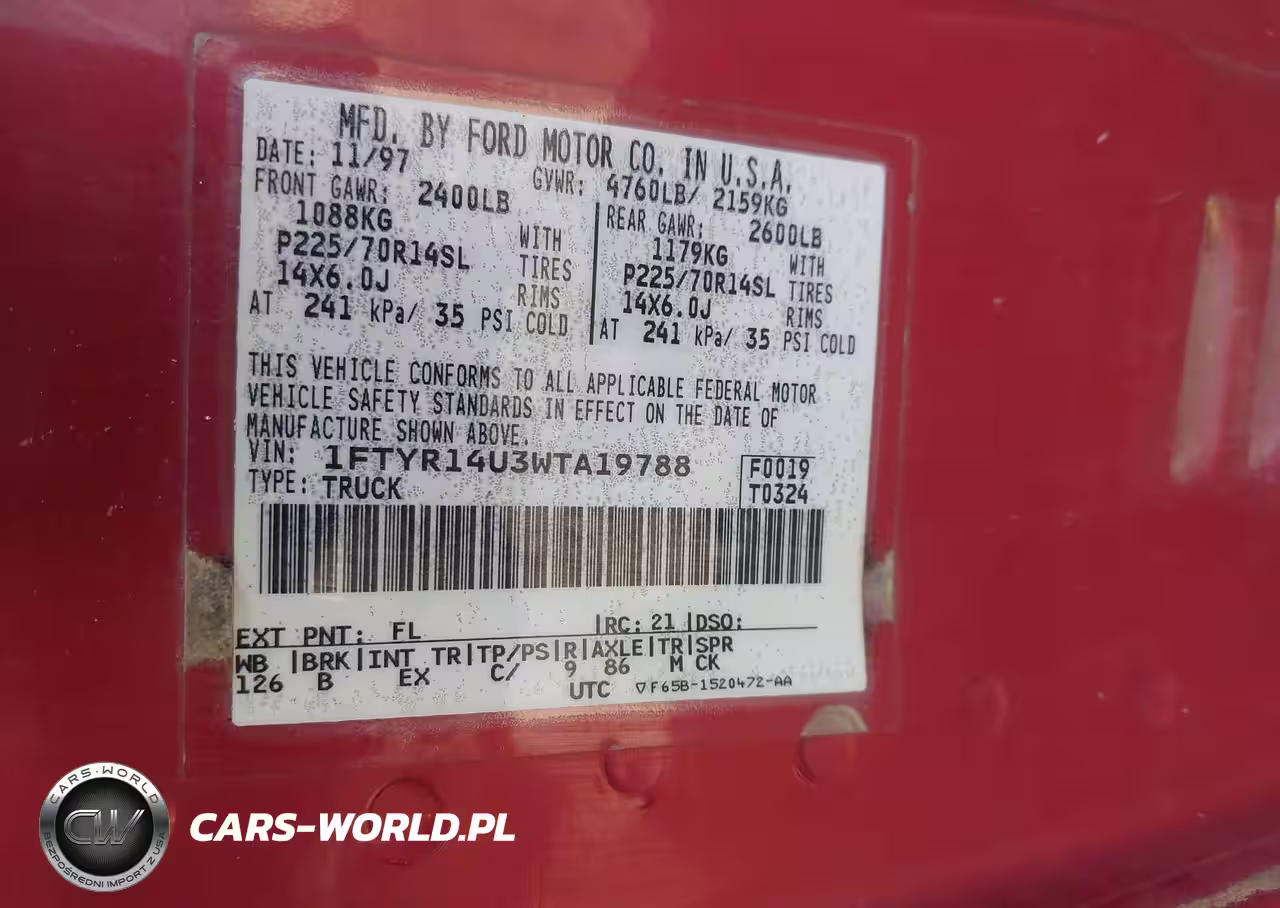 MFD. BY FORD MOTOR CO. IN U.S.A.
DATE: 11/97 GVWR: 4760LB/ 2159KG
FRONT GAWR: 2400LB
1088KG WITH
P225/70R14SL TIRES
14X6.0J RIMS
AT 241 kPa/ 35 PSI COLD
REAR GAWR: 2600LB
1179KG WITH
P225/70R14SL TIRES
14X6.0J RIMS
AT 241 kPa/ 35 PSI COLD
THIS VEHICLE CONFORMS TO ALL APPLICABLE FEDERAL MOTOR
VEHICLE SAFETY STANDARDS IN EFFECT ON THE DATE OF
MANUFACTURE SHOWN ABOVE.
VIN: 1FTYR14U3WTA19788 F0019
TYPE: TRUCK T0324
EXT PNT: FL |RC: 21 |DSO:
WB |BRK|INT TR|TP/PS|R|AXLE|TR|SPR
126 B EX C/ 9 86 M CK
UTC ▽F65B-1520472-AA
CARS-WORLD
CW
BEZPOŚREDNI IMPORT Z USA
CARS-WORLD.PL